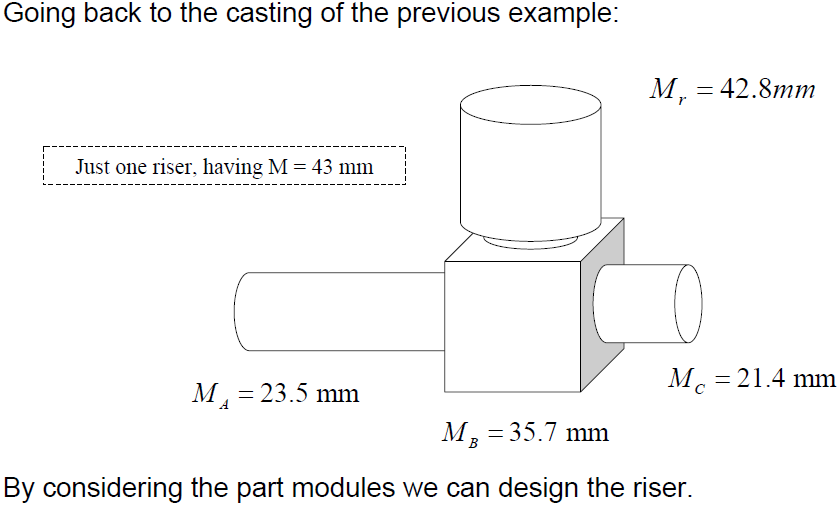 Going back to the casting of the previous example:
M_r = 42.8mm
Just one riser, having M = 43 mm
M_A = 23.5 mm
M_C = 21.4 mm
M_B = 35.7 mm
By considering the part modules we can design the riser.